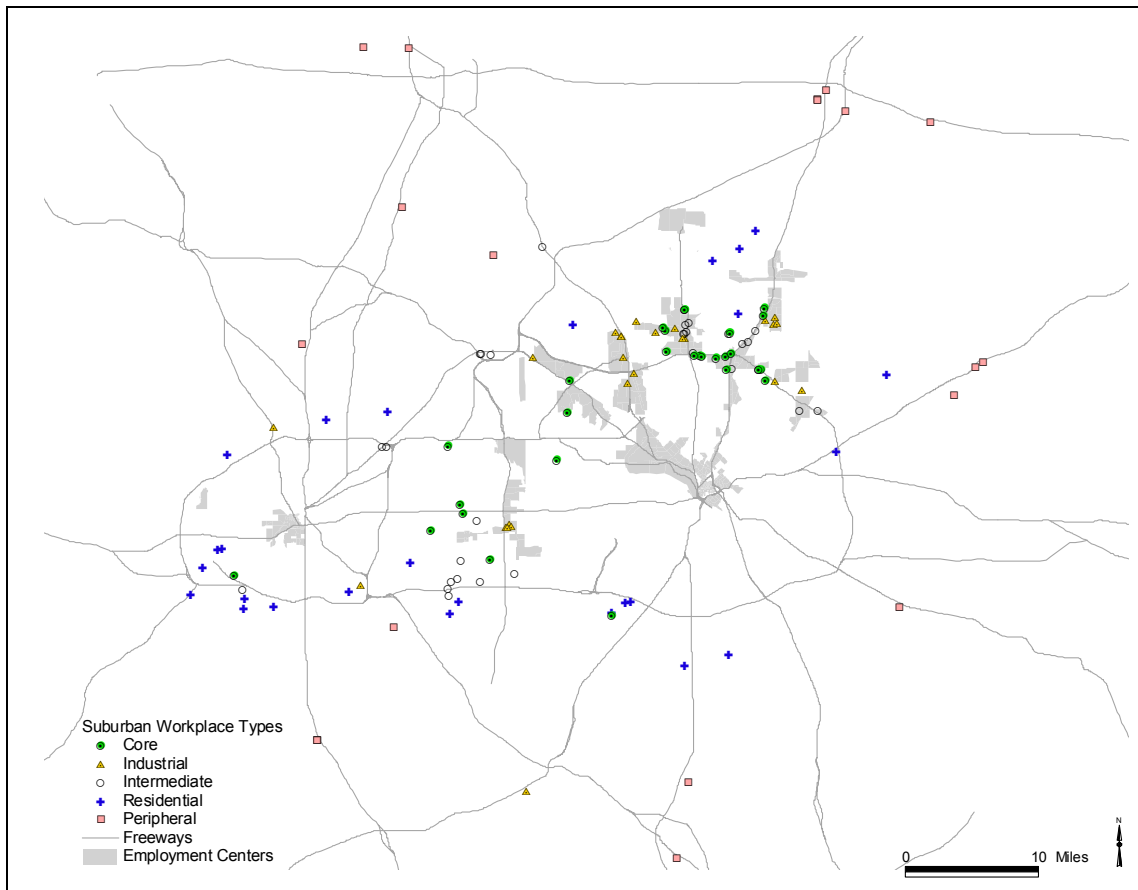 Suburban Workplace Types
Core
Industrial
Intermediate
Residential
Peripheral
Freeways
Employment Centers
N
0 10 Miles